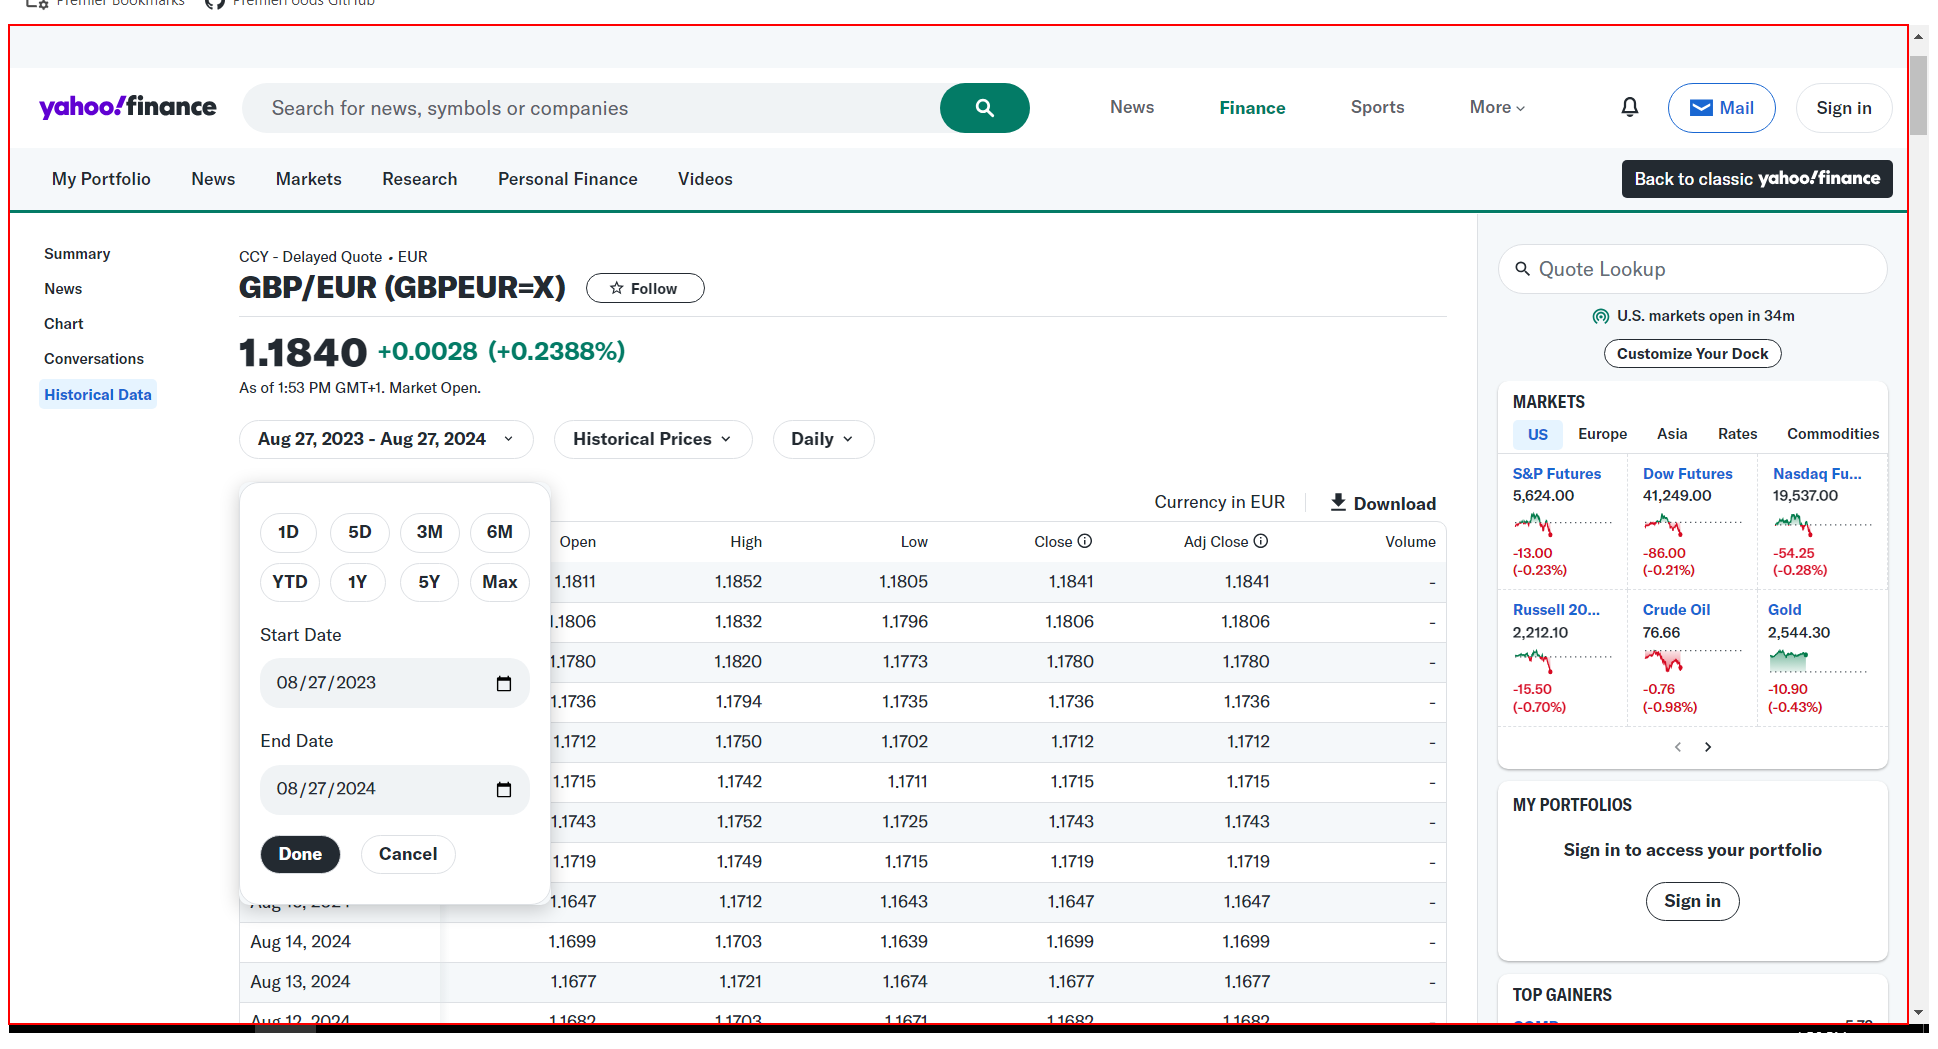 Premier Bookmarks PremierFoods GitHub
yahoo!finance Search for news, symbols or companies News Finance Sports More Mail Sign in
My Portfolio News Markets Research Personal Finance Videos Back to classic yahoo!finance
Summary
News
Chart
Conversations
Historical Data
CCY - Delayed Quote • EUR
GBP/EUR (GBPEUR=X) Follow
1.1840 +0.0028 (+0.2388%)
As of 1:53 PM GMT+1. Market Open.
Aug 27, 2023 - Aug 27, 2024 Historical Prices Daily
1D 5D 3M 6M
YTD 1Y 5Y Max
Start Date
08/27/2023
End Date
08/27/2024
Done Cancel
Currency in EUR Download
Open High Low Close Adj Close Volume
1.1811 1.1852 1.1805 1.1841 1.1841 -
1.1806 1.1832 1.1796 1.1806 1.1806 -
1.1780 1.1820 1.1773 1.1780 1.1780 -
1.1736 1.1794 1.1735 1.1736 1.1736 -
1.1712 1.1750 1.1702 1.1712 1.1712 -
1.1715 1.1742 1.1711 1.1715 1.1715 -
1.1743 1.1752 1.1725 1.1743 1.1743 -
1.1719 1.1749 1.1715 1.1719 1.1719 -
1.1647 1.1712 1.1643 1.1647 1.1647 -
Aug 14, 2024 1.1699 1.1703 1.1639 1.1699 1.1699 -
Aug 13, 2024 1.1677 1.1721 1.1674 1.1677 1.1677 -
Aug 12, 2024 1.1682 1.1703 1.1671 1.1682 1.1682
Quote Lookup
U.S. markets open in 34m
Customize Your Dock
MARKETS
US Europe Asia Rates Commodities
S&P Futures Dow Futures Nasdaq Fu...
5,624.00 41,249.00 19,537.00
-13.00 -86.00 -54.25
(-0.23%) (-0.21%) (-0.28%)
Russell 20... Crude Oil Gold
2,212.10 76.66 2,544.30
-15.50 -0.76 -10.90
(-0.70%) (-0.98%) (-0.43%)
MY PORTFOLIOS
Sign in to access your portfolio
Sign in
TOP GAINERS